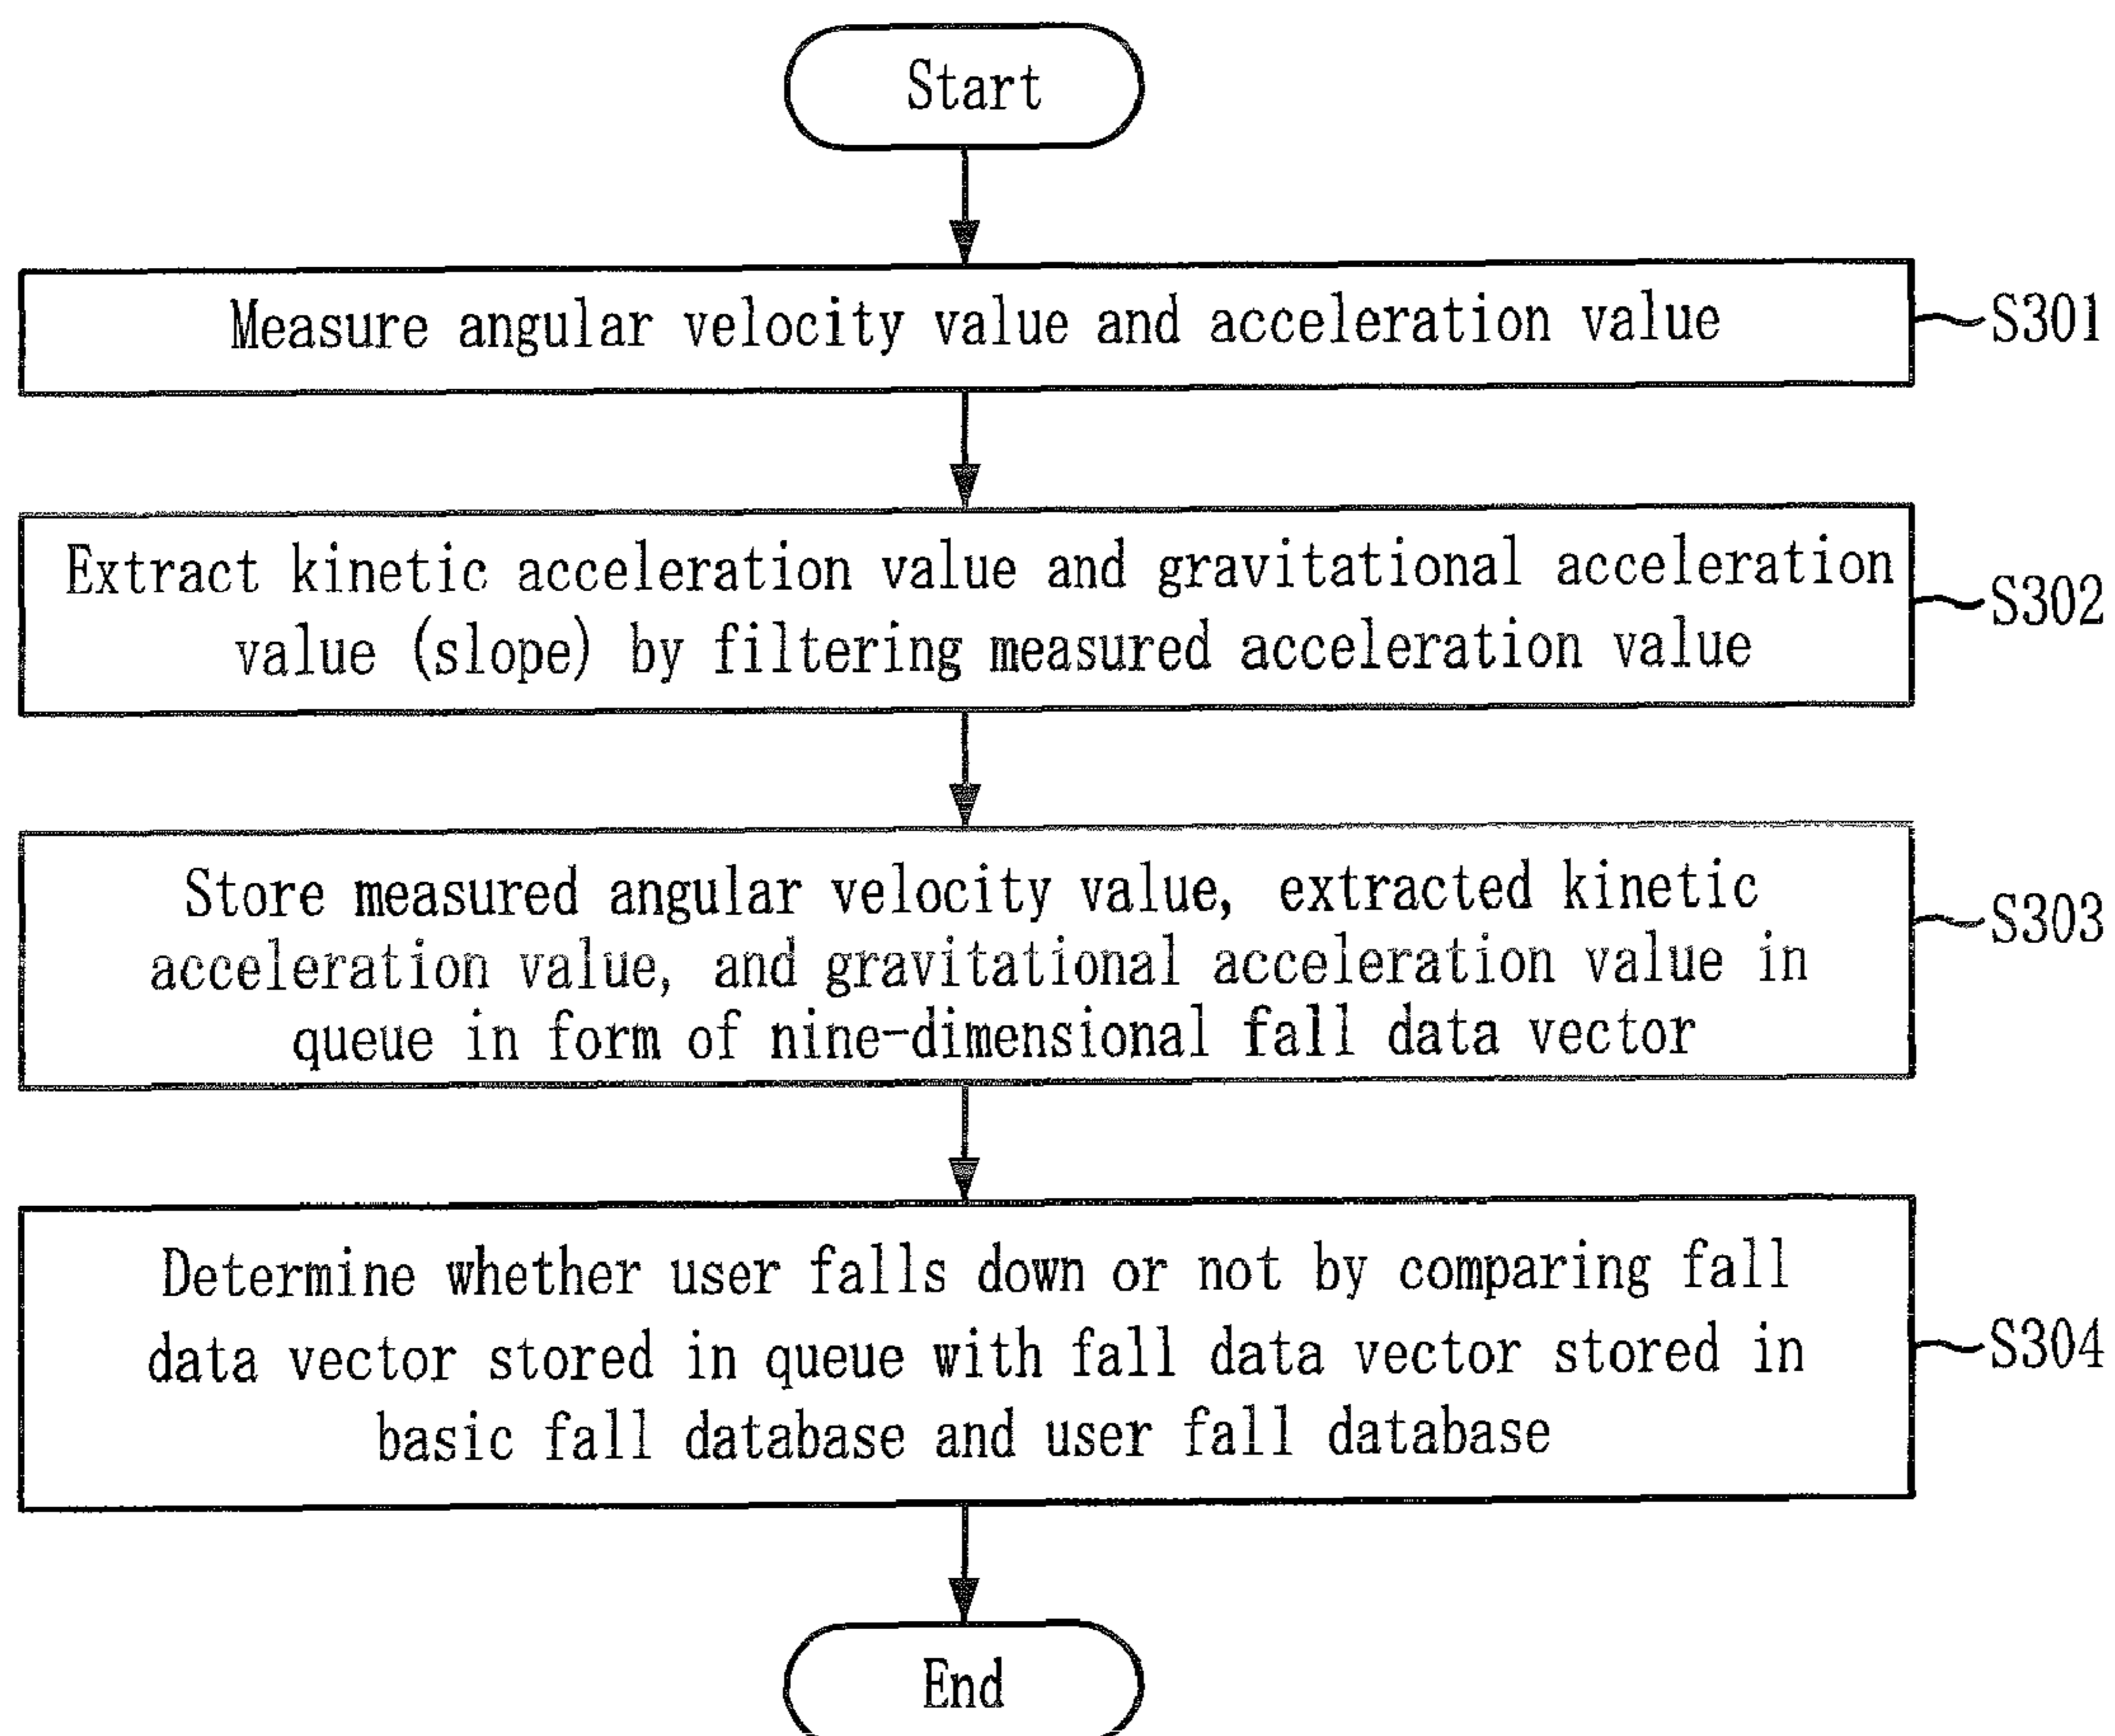 Start
Measure angular velocity value and acceleration value
S301
Extract kinetic acceleration value and gravitational acceleration
value (slope) by filtering measured acceleration value
S302
Store measured angular velocity value, extracted kinetic
acceleration value, and gravitational acceleration value in
queue in form of nine-dimensional fall data vector
S303
Determine whether user falls down or not by comparing fall
data vector stored in queue with fall data vector stored in
basic fall database and user fall database
S304
End